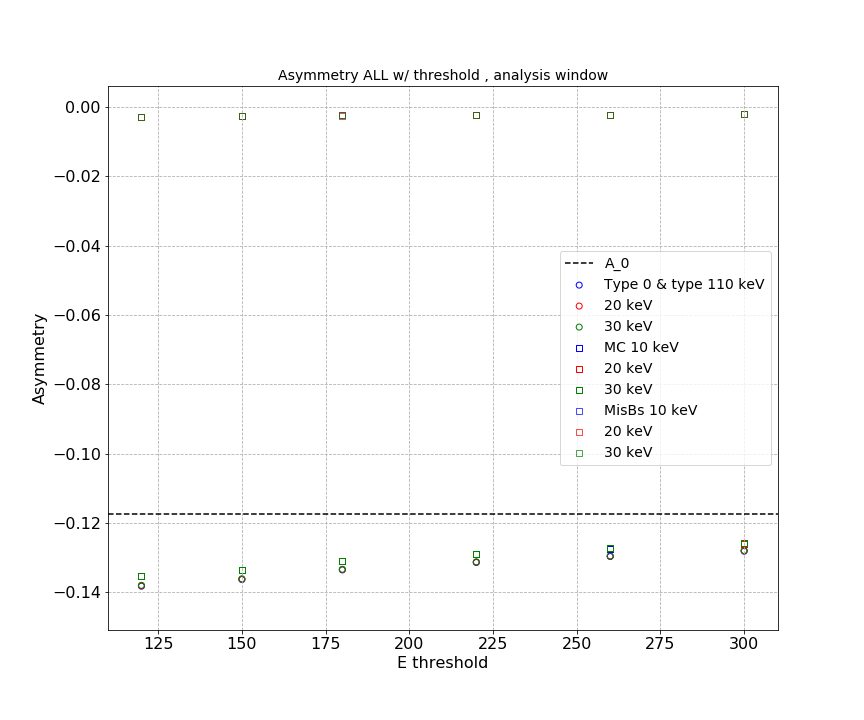 Asymmetry ALL w/ threshold , analysis window
0.00
−0.02
−0.04
−0.06
−0.08
−0.10
−0.12
−0.14
Asymmetry
A_0
Type 0 & type 110 keV
20 keV
30 keV
MC 10 keV
20 keV
30 keV
MisBs 10 keV
20 keV
30 keV
125 150 175 200 225 250 275 300
E threshold